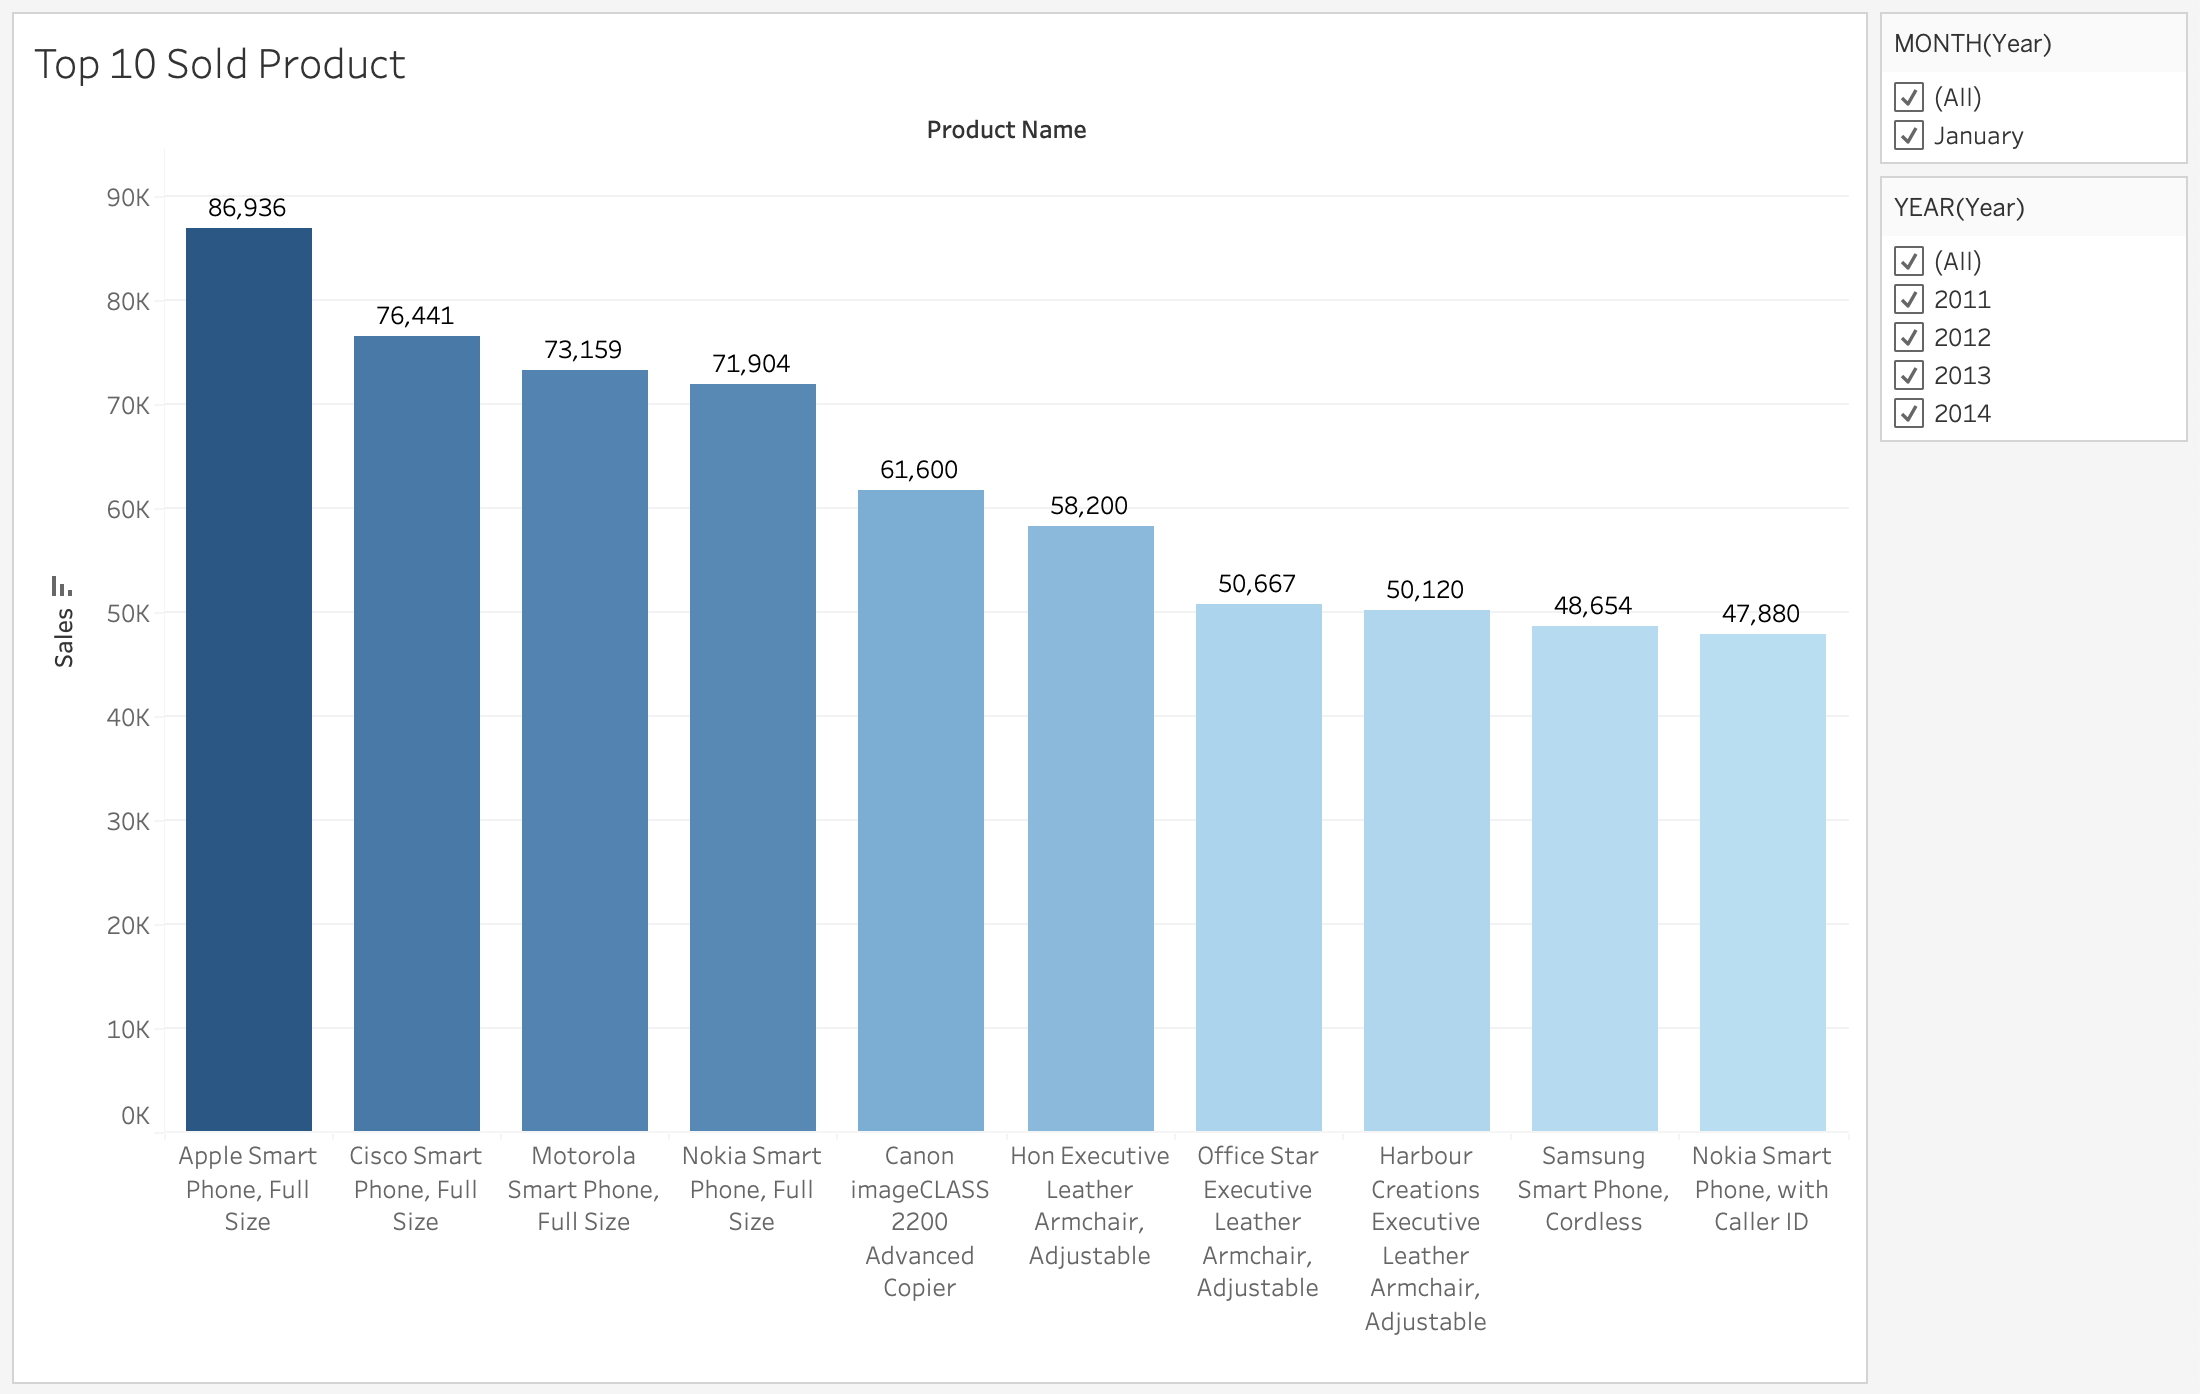 Top 10 Sold Product
Product Name
90K
80K
70K
60K
50K
40K
30K
20K
10K
0K
Sales
86,936
76,441
73,159
71,904
61,600
58,200
50,667
50,120
48,654
47,880
Apple Smart
Phone, Full
Size
Cisco Smart
Phone, Full
Size
Motorola
Smart Phone,
Full Size
Nokia Smart
Phone, Full
Size
Canon
imageCLASS
2200
Advanced
Copier
Hon Executive
Leather
Armchair,
Adjustable
Office Star
Executive
Leather
Armchair,
Adjustable
Harbour
Creations
Executive
Leather
Armchair,
Adjustable
Samsung
Smart Phone,
Cordless
Nokia Smart
Phone, with
Caller ID
MONTH(Year)
(All)
January
YEAR(Year)
(All)
2011
2012
2013
2014